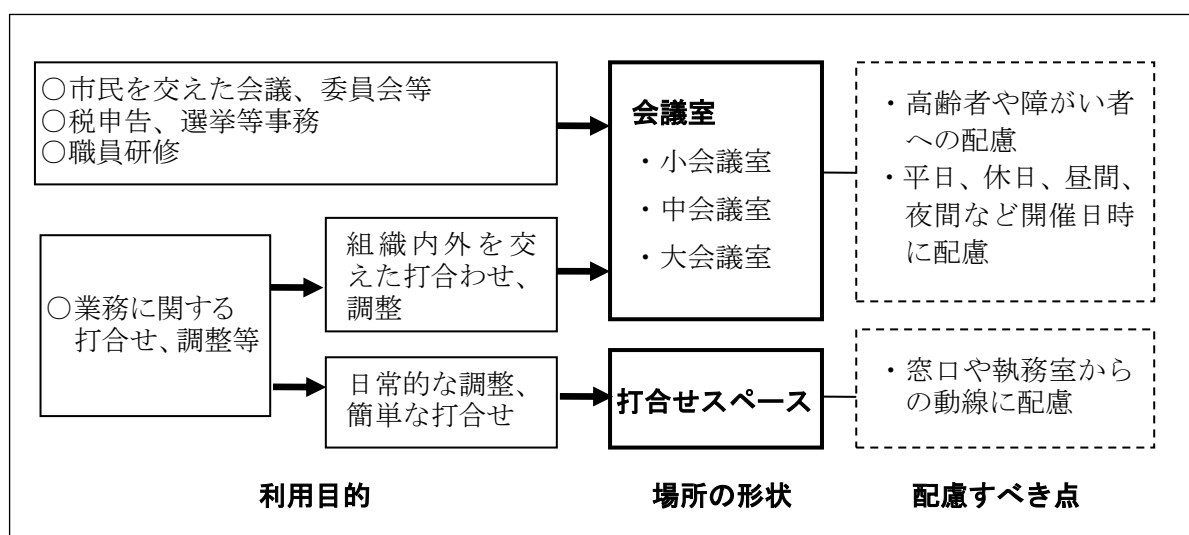 ○市民を交えた会議、委員会等
○税申告、選挙等事務
○職員研修
○業務に関する
打合せ、調整等
組織内外を交
えた打合わせ、
調整
日常的な調整、
簡単な打合せ
会議室
・小会議室
・中会議室
・大会議室
打合せスペース
・高齢者や障がい者
への配慮
・平日、休日、昼間、
夜間など開催日時
に配慮
・窓口や執務室から
の動線に配慮
利用目的
場所の形状
配慮すべき点